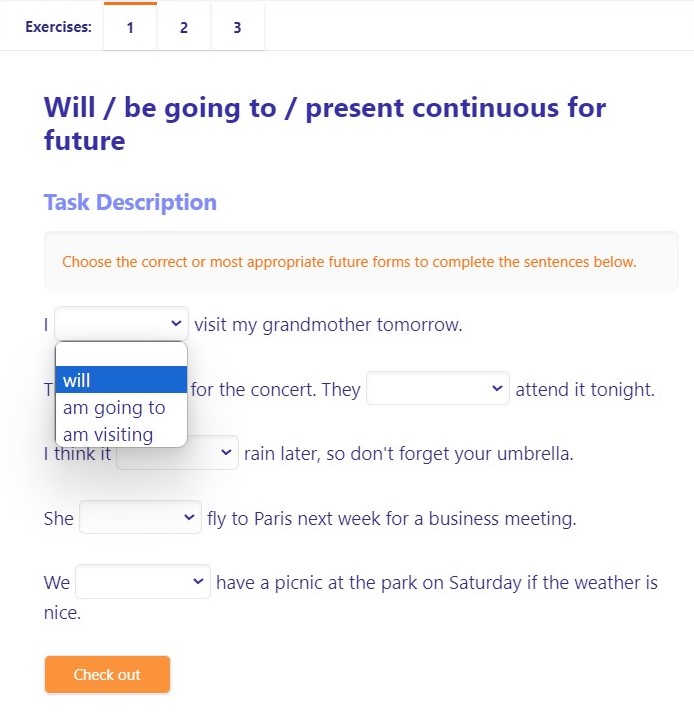 Exercises: 1 2 3
Will / be going to / present continuous for
future
Task Description
Choose the correct or most appropriate future forms to complete the sentences below.
I visit my grandmother tomorrow.
will
am going to
am visiting
T for the concert. They attend it tonight.
I think it rain later, so don't forget your umbrella.
She fly to Paris next week for a business meeting.
We have a picnic at the park on Saturday if the weather is
nice.
Check out